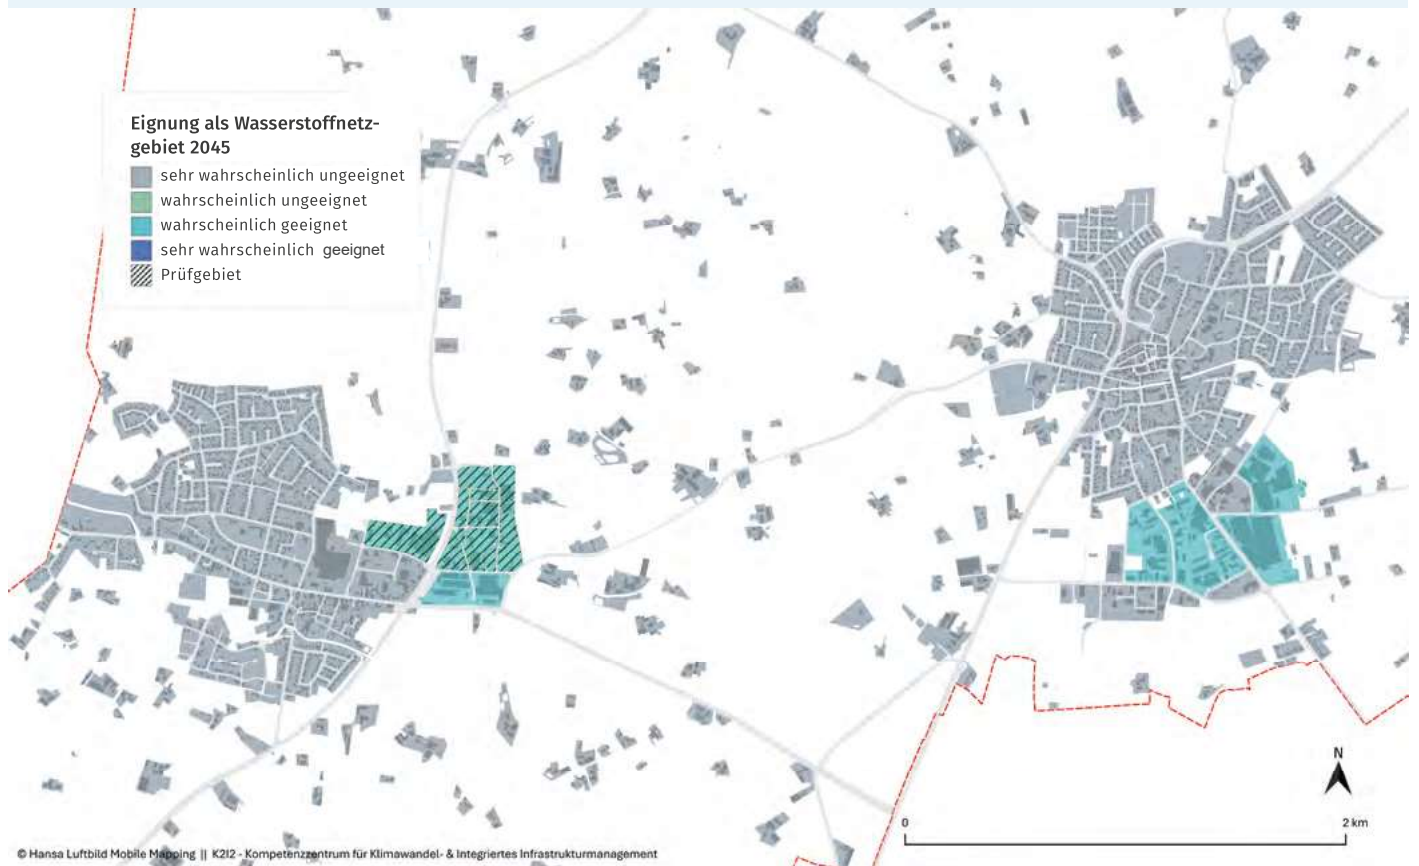 Eignung als Wasserstoffnetz-
gebiet 2045
sehr wahrscheinlich ungeeignet
wahrscheinlich ungeeignet
wahrscheinlich geeignet
sehr wahrscheinlich geeignet
Prüfgebiet
N
0 2 km
© Hansa Luftbild Mobile Mapping || K2I2 - Kompetenzzentrum für Klimawandel- & Integriertes Infrastrukturmanagement